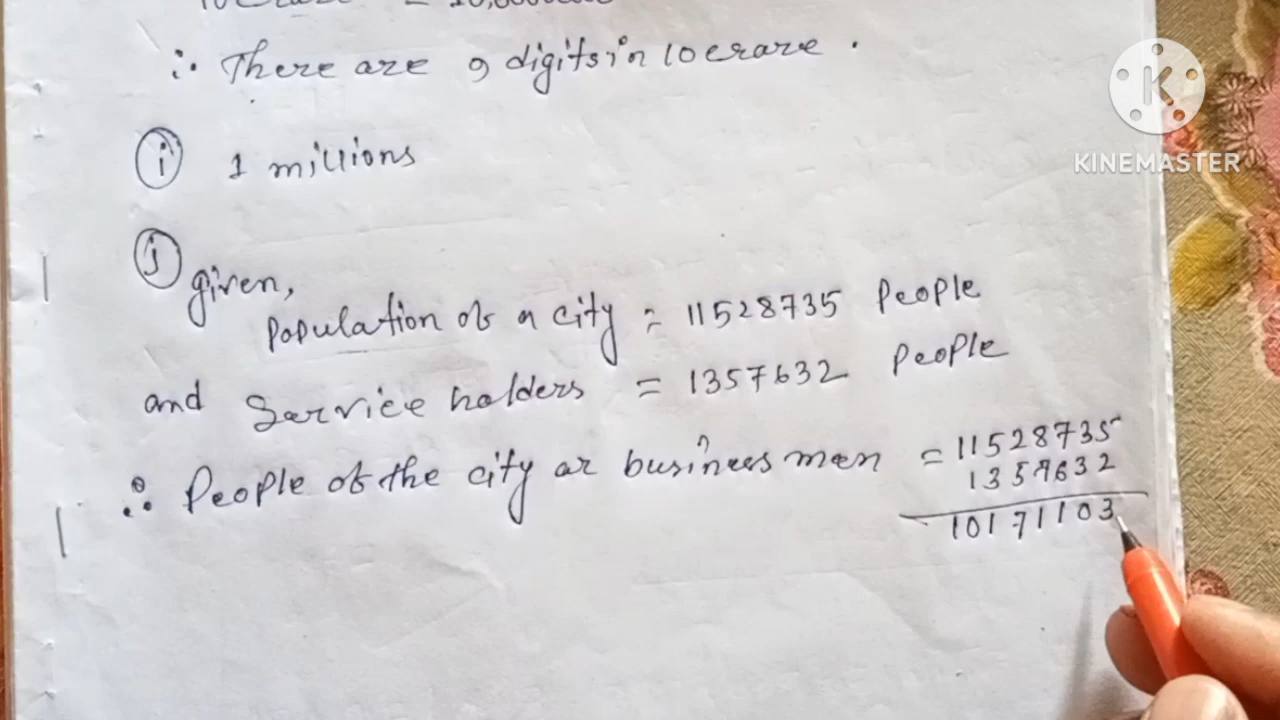 ∴ There are 9 digits in 10 crare.
K
KINEMASTER
(i) 1 millions
(j) given,
Population of a city = 11528735 People
and Service holders = 1357632 People
∴ People of the city are business men = 11528735
1357632
10171103